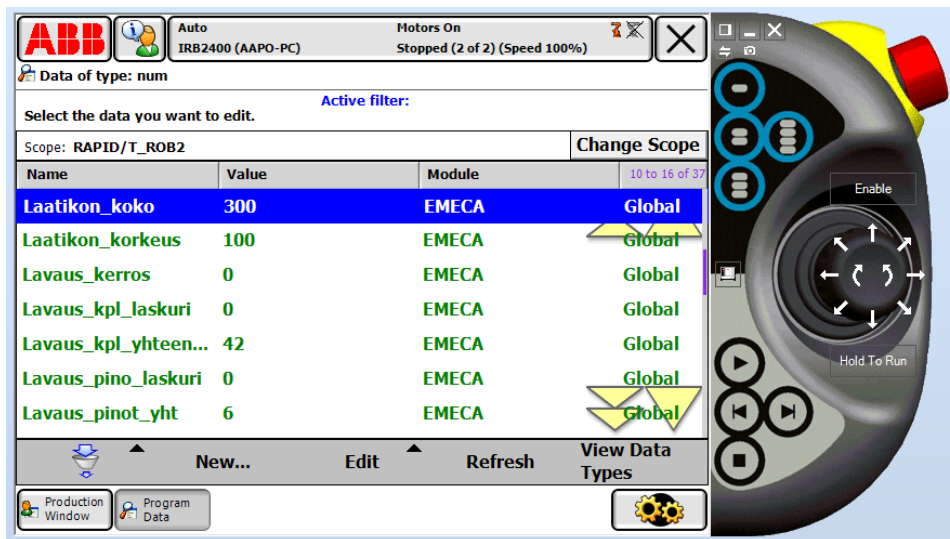 ABB
Auto Motors On
IRB2400 (AAPO-PC) Stopped (2 of 2) (Speed 100%)
Data of type: num
Active filter:
Select the data you want to edit.
Scope: RAPID/T_ROB2 Change Scope
Name Value Module 10 to 16 of 37
Laatikon_koko 300 EMECA Global
Laatikon_korkeus 100 EMECA Global
Lavaus_kerros 0 EMECA Global
Lavaus_kpl_laskuri 0 EMECA Global
Lavaus_kpl_yhteen... 42 EMECA Global
Lavaus_pino_laskuri 0 EMECA Global
Lavaus_pinot_yht 6 EMECA Global
New... Edit Refresh View Data Types
Production Window
Program Data
Enable
Hold To Run